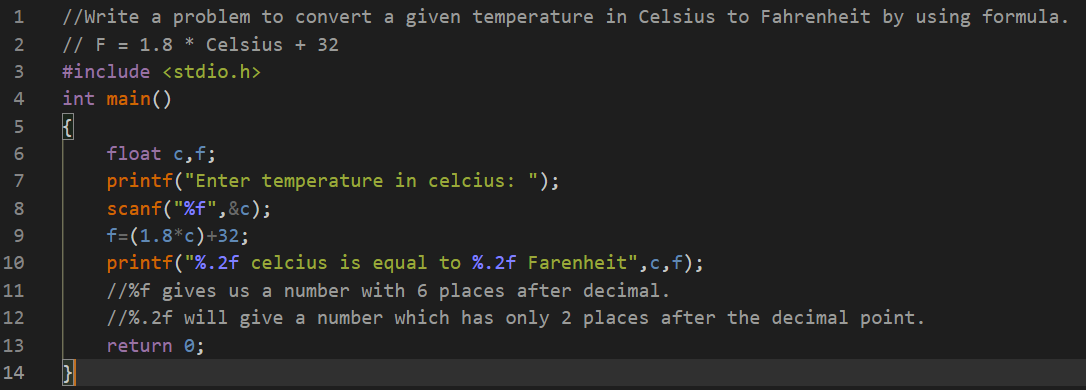 1 //Write a problem to convert a given temperature in Celsius to Fahrenheit by using formula.
2 // F = 1.8 * Celsius + 32
3 #include <stdio.h>
4 int main()
5 {
6     float c,f;
7     printf("Enter temperature in celcius: ");
8     scanf("%f",&c);
9     f=(1.8*c)+32;
10     printf("%.2f celcius is equal to %.2f Farenheit",c,f);
11     //%f gives us a number with 6 places after decimal.
12     //%.2f will give a number which has only 2 places after the decimal point.
13     return 0;
14 }